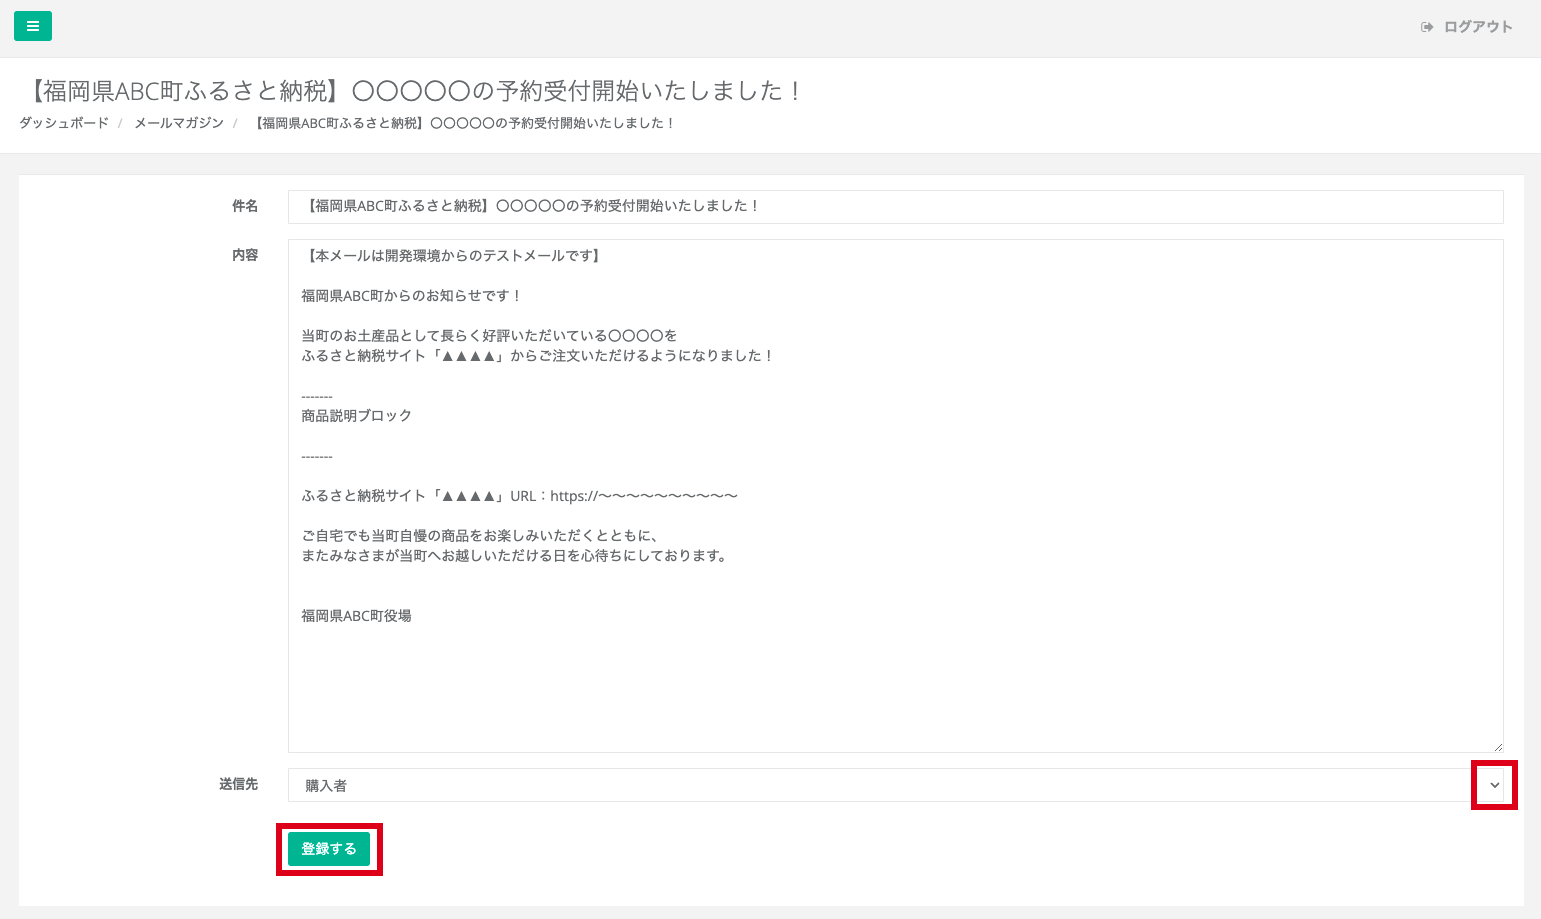 ログアウト
【福岡県ABC町ふるさと納税】〇〇〇〇〇の予約受付開始いたしました！
ダッシュボード / メールマガジン / 【福岡県ABC町ふるさと納税】〇〇〇〇〇の予約受付開始いたしました！
件名 【福岡県ABC町ふるさと納税】〇〇〇〇〇の予約受付開始いたしました！
内容 【本メールは開発環境からのテストメールです】
福岡県ABC町からのお知らせです！
当町のお土産品として長らく好評いただいている〇〇〇〇を
ふるさと納税サイト「▲▲▲▲」からご注文いただけるようになりました！
-------
商品説明ブロック
-------
ふるさと納税サイト「▲▲▲▲」URL：https://〜〜〜〜〜〜〜〜〜〜
ご自宅でも当町自慢の商品をお楽しみいただくとともに、
またみなさまが当町へお越しいただける日を心待ちにしております。
福岡県ABC町役場
送信先 購入者
登録する